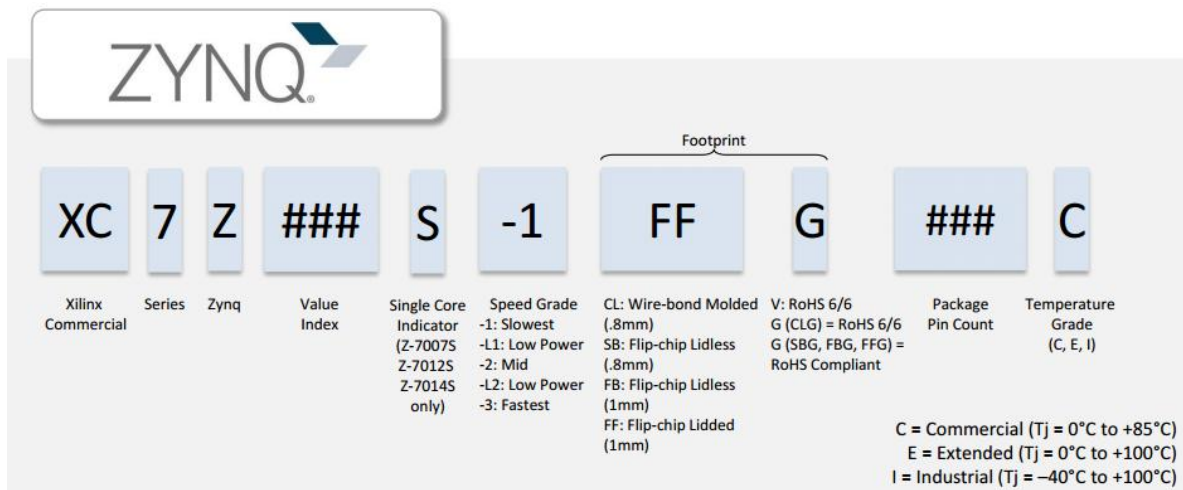 ZYNQ®
Footprint
XC 7 Z ### S -1 FF G ### C
Xilinx
Commercial
Series
Zynq
Value
Index
Single Core
Indicator
(Z-7007S
Z-7012S
Z-7014S
only)
Speed Grade
-1: Slowest
-L1: Low Power
-2: Mid
-L2: Low Power
-3: Fastest
CL: Wire-bond Molded
(.8mm)
SB: Flip-chip Lidless
(.8mm)
FB: Flip-chip Lidless
(1mm)
FF: Flip-chip Lidded
(1mm)
V: RoHS 6/6
G (CLG) = RoHS 6/6
G (SBG, FBG, FFG) =
RoHS Compliant
Package
Pin Count
Temperature
Grade
(C, E, I)
C = Commercial (Tj = 0°C to +85°C)
E = Extended (Tj = 0°C to +100°C)
I = Industrial (Tj = –40°C to +100°C)